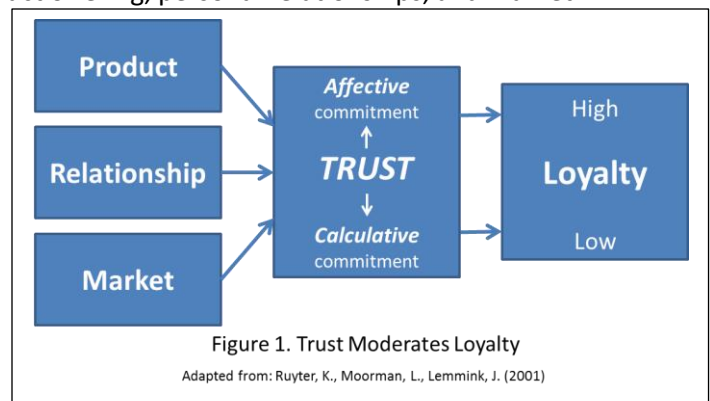 Product
Relationship
Market
Affective
commitment
TRUST
Calculative
commitment
High
Loyalty
Low
Figure 1. Trust Moderates Loyalty
Adapted from: Ruyter, K., Moorman, L., Lemmink, J. (2001)